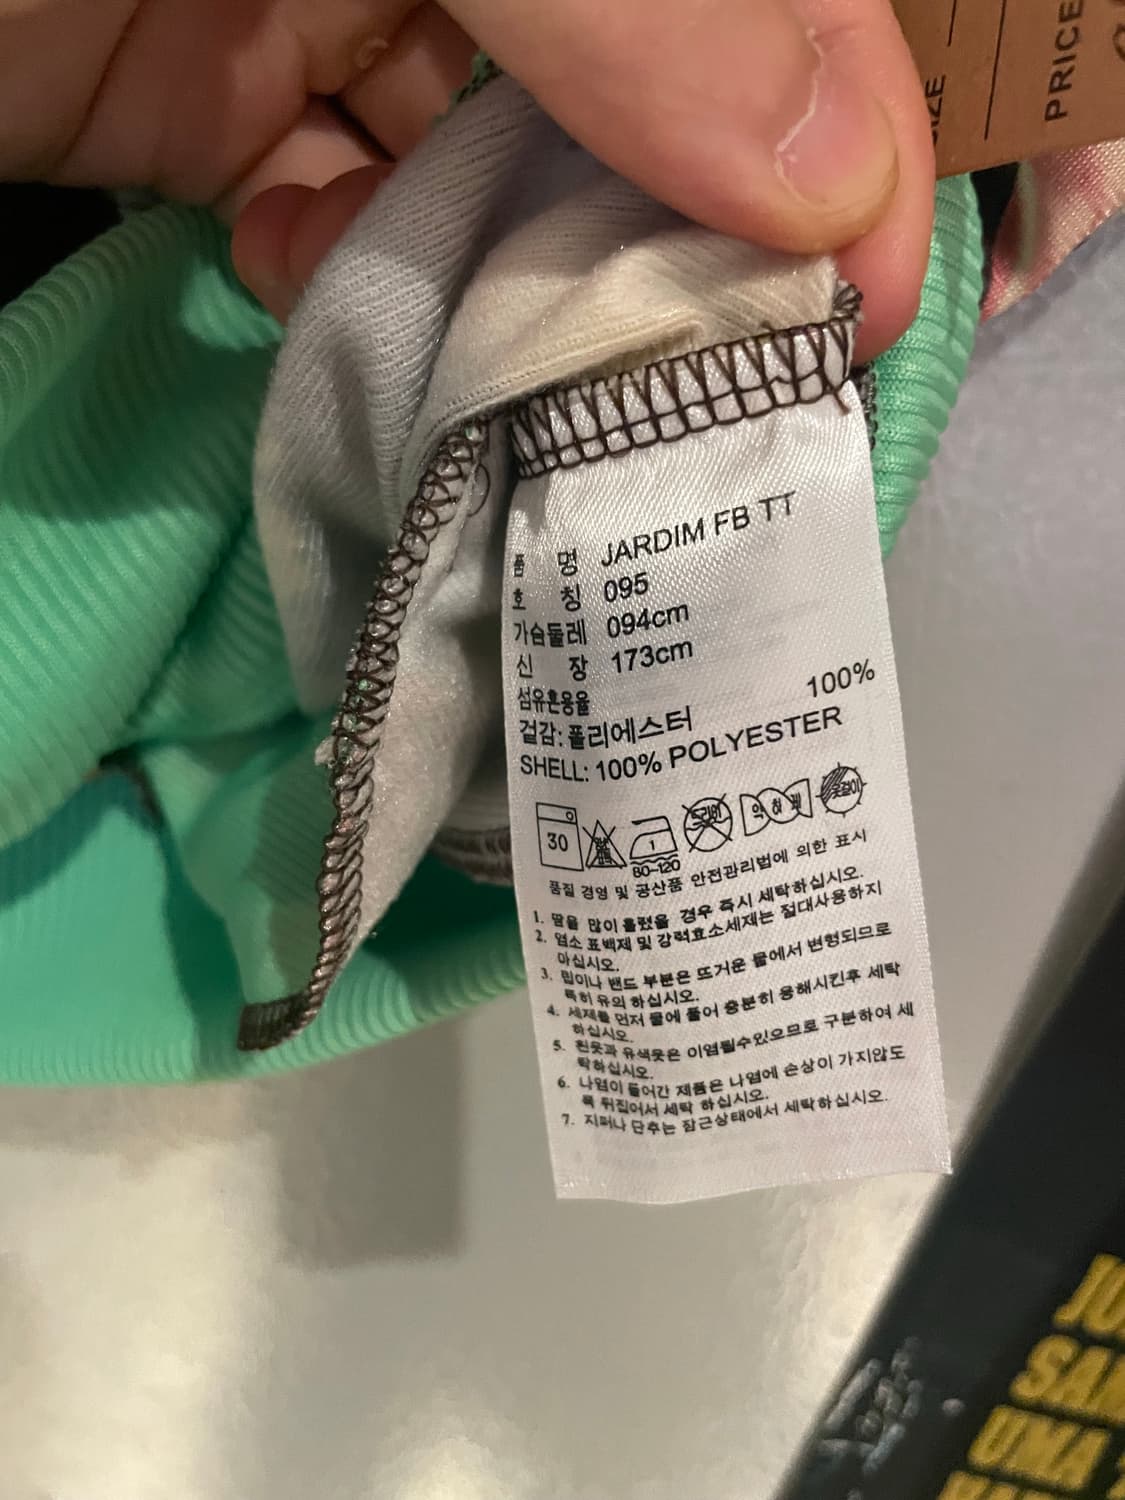 PRICE
품 명 JARDIM FB TT
호 칭 095
가슴둘레 094cm
신 장 173cm
섬유혼용율
겉감: 폴리에스터 100%
SHELL: 100% POLYESTER
30
1
80~120
드라이
약하게
옷걸이
품질 경영 및 공산품 안전관리법에 의한 표시
1. 땀을 많이 흘렸을 경우 즉시 세탁하십시오.
2. 염소 표백제 및 강력효소세제는 절대사용하지
마십시오.
3. 립이나 밴드 부분은 뜨거운 물에서 변형되므로
특히 유의 하십시오.
4. 세제를 먼저 물에 풀어 충분히 용해시킨후 세탁
하십시오.
5. 흰옷과 유색옷은 이염될수있으므로 구분하여 세
탁하십시오.
6. 나염이 들어간 제품은 나염에 손상이 가지않도
록 뒤집어서 세탁 하십시오.
7. 지퍼나 단추는 잠근상태에서 세탁하십시오.
UMA